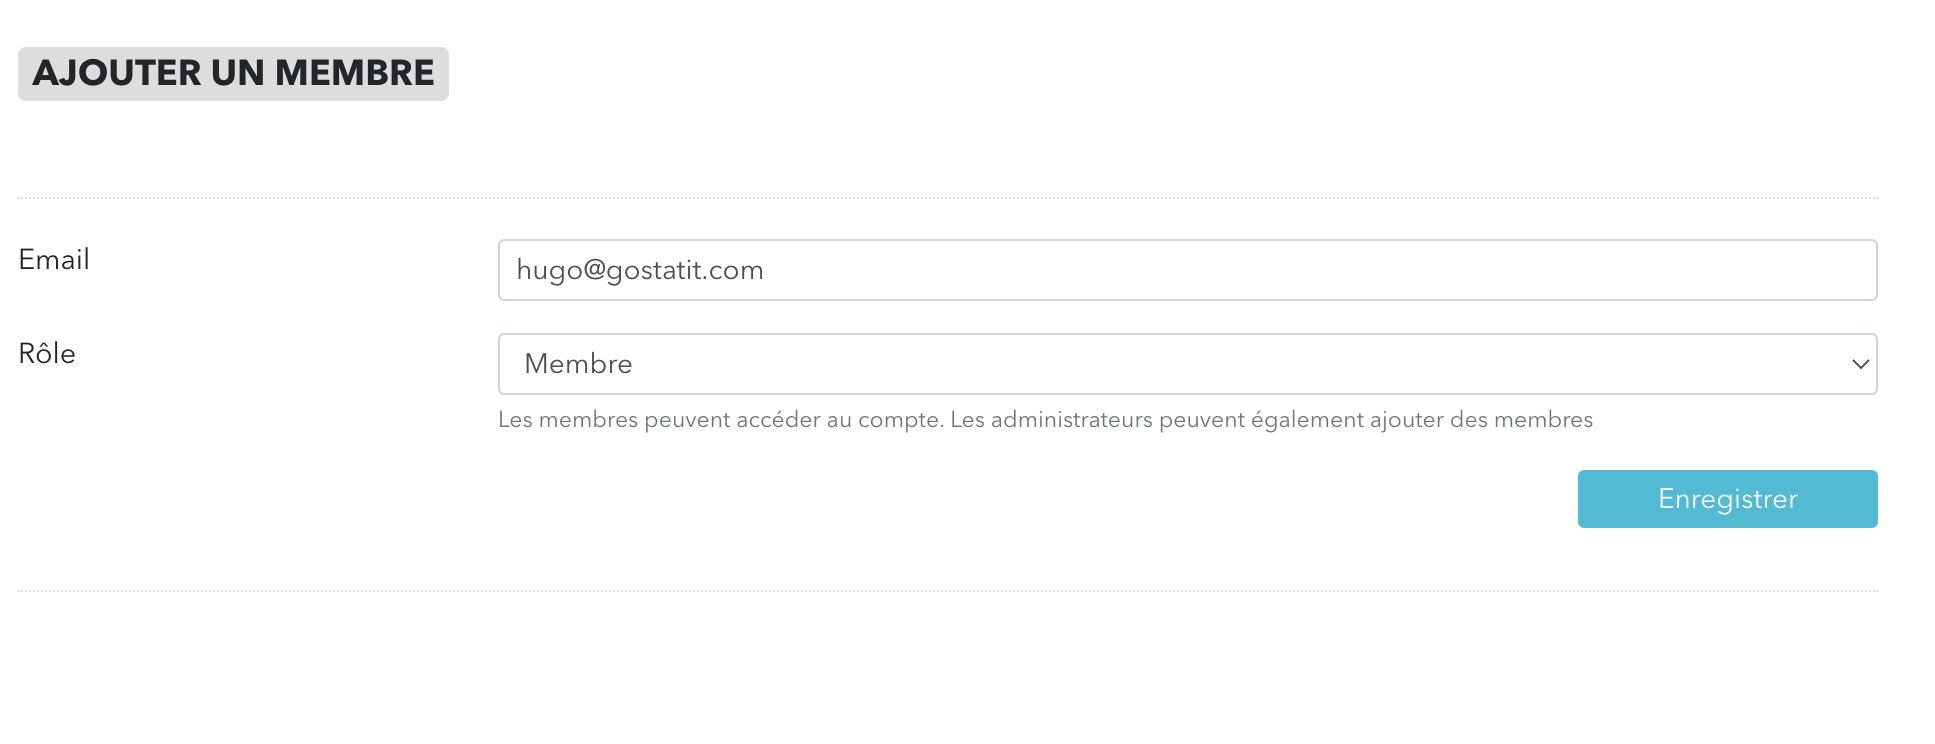 AJOUTER UN MEMBRE
Email
hugo@gostatit.com
Rôle
Membre
Les membres peuvent accéder au compte. Les administrateurs peuvent également ajouter des membres
Enregistrer